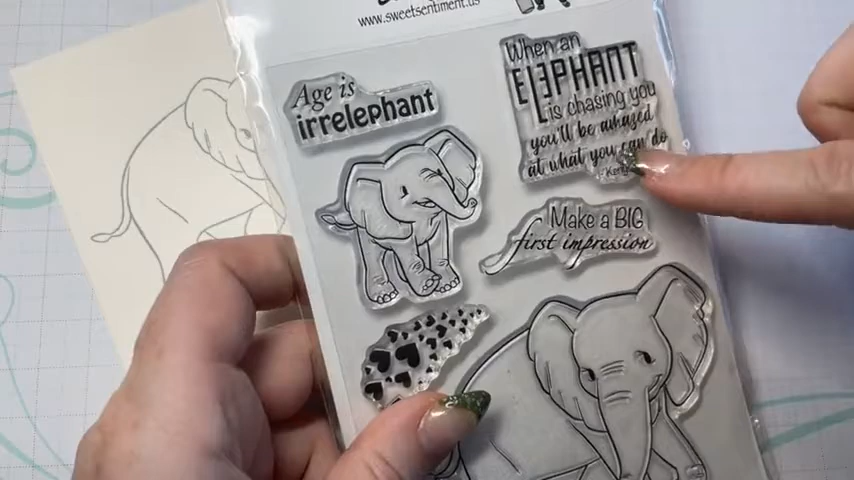 www.sweetsentiment.us
Age is
irrelephant
When an
ELEPHANT
is chasing you
you'll be amazed
at what you can do
Make a BIG
first impression